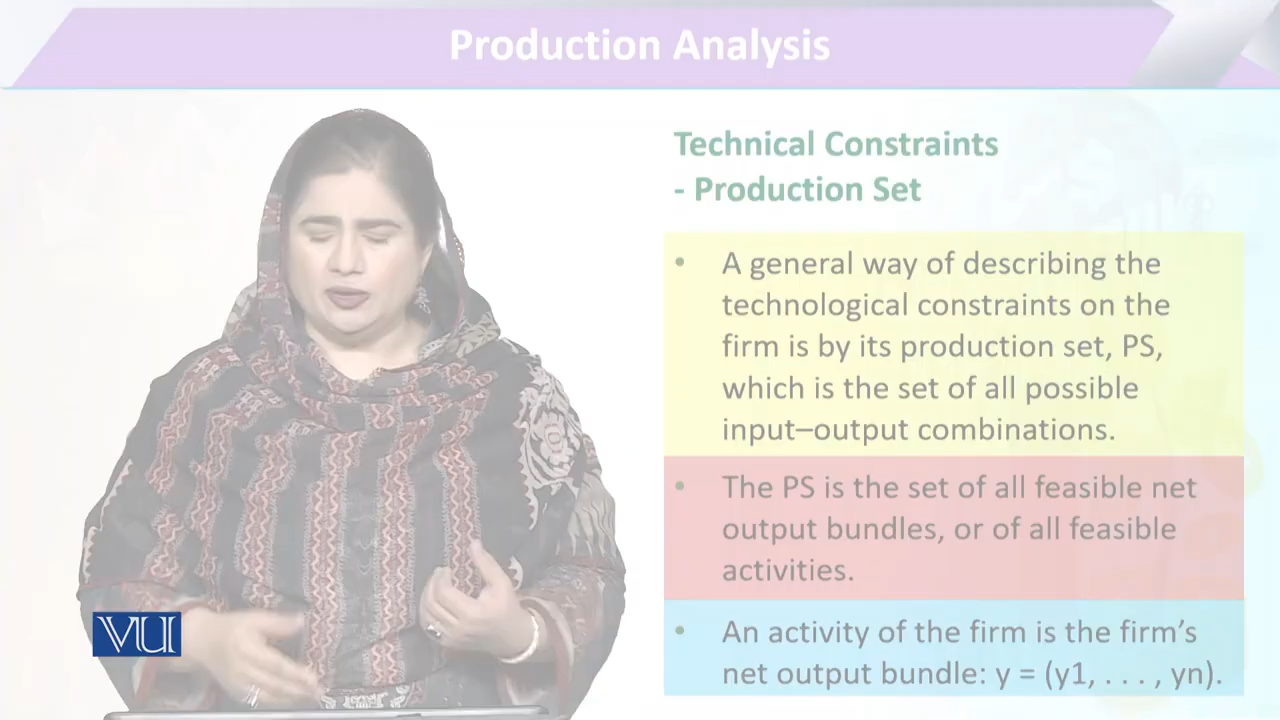 Production Analysis
Technical Constraints
- Production Set
• A general way of describing the
technological constraints on the
firm is by its production set, PS,
which is the set of all possible
input–output combinations.
• The PS is the set of all feasible net
output bundles, or of all feasible
activities.
• An activity of the firm is the firm's
net output bundle: y = (y1, . . . , yn).
VU